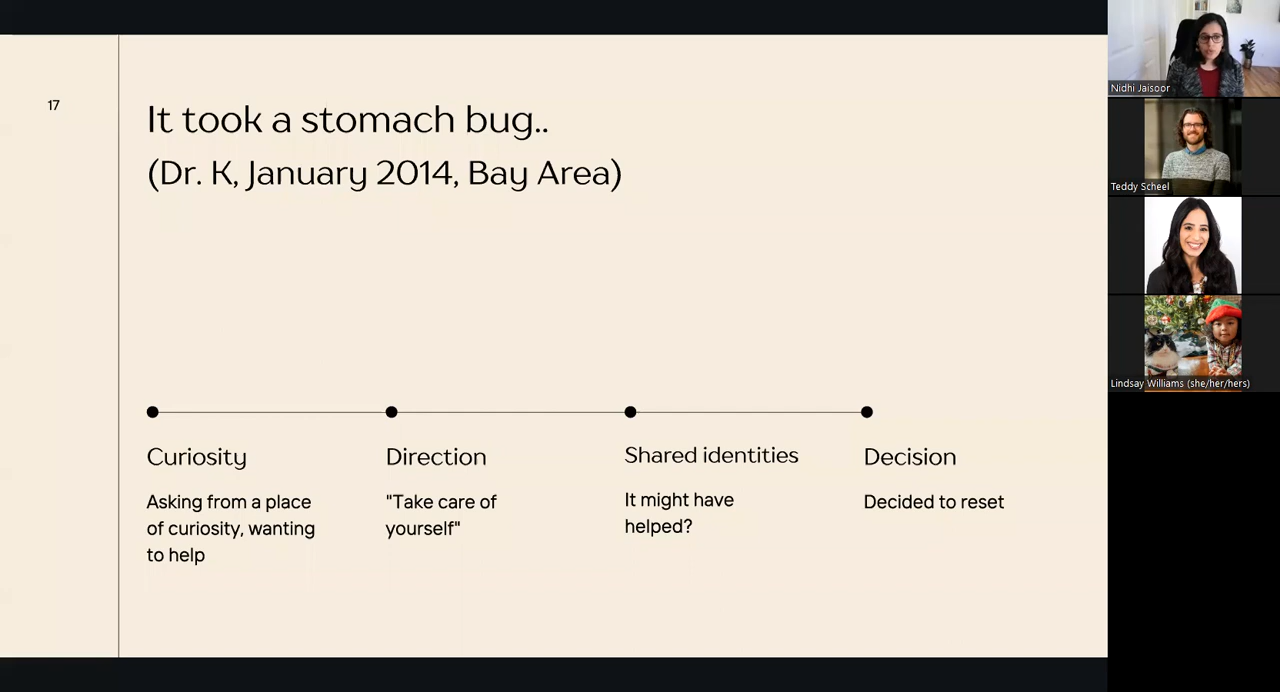 17
It took a stomach bug..
(Dr. K, January 2014, Bay Area)
Curiosity
Asking from a place
of curiosity, wanting
to help
Direction
"Take care of
yourself"
Shared identities
It might have
helped?
Decision
Decided to reset
Nidhi Jaisoor
Teddy Scheel
Lindsay Williams (she/her/hers)